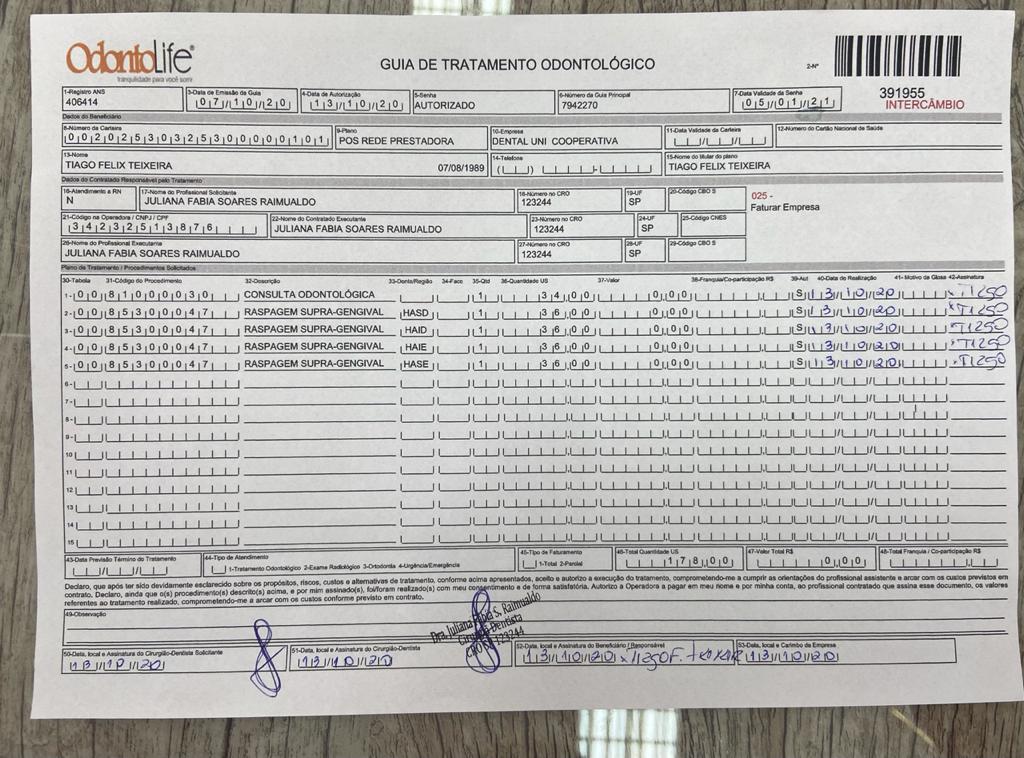 OdontoLife®
tranquilidade para você sorrir
GUIA DE TRATAMENTO ODONTOLÓGICO
2-Nº
391955
INTERCÂMBIO
1-Registro ANS
406414
3-Data de Emissão da Guia
07/10/20
4-Data de Autorização
13/10/20
5-Senha
AUTORIZADO
6-Número da Guia Principal
7942270
7-Data Validade da Senha
05/01/21
Dados do Beneficiário
8-Número da Carteira
9-Plano
POS REDE PRESTADORA
10-Empresa
DENTAL UNI COOPERATIVA
11-Data Validade da Carteira
12-Número do Cartão Nacional de Saúde
13-Nome
TIAGO FELIX TEIXEIRA 07/08/1989
14-Telefone
15-Nome do titular do plano
TIAGO FELIX TEIXEIRA
Dados do Contratado Responsável pelo Tratamento
16-Atendimento a RN
N
17-Nome do Profissional Solicitante
JULIANA FABIA SOARES RAIMUALDO
18-Número no CRO
123244
19-UF
SP
20-Código CBO S
025 -
Faturar Empresa
21-Código na Operadora / CNPJ / CPF
34232513876
22-Nome do Contratado Executante
JULIANA FABIA SOARES RAIMUALDO
23-Número no CRO
123244
24-UF
SP
25-Código CNES
26-Nome do Profissional Executante
JULIANA FABIA SOARES RAIMUALDO
27-Número no CRO
123244
28-UF
SP
29-Código CBO S
Plano de Tratamento / Procedimentos Solicitados
30-Tabela 31-Código do Procedimento 32-Descrição 33-Dente/Região 34-Face 35-Qtd 36-Quantidade US 37-Valor 38-Franquia/Co-participação R$ 39-Aut 40-Data de Realização 41- Motivo da Glosa 42-Assinatura
1- 00 81000030 CONSULTA ODONTOLÓGICA 1 34,00 0,00 S 13/10/20
2- 00 85300047 RASPAGEM SUPRA-GENGIVAL HASD 1 36,00 0,00 S 13/10/20
3- 00 85300047 RASPAGEM SUPRA-GENGIVAL HAID 1 36,00 0,00 S 13/10/20
4- 00 85300047 RASPAGEM SUPRA-GENGIVAL HAIE 1 36,00 0,00 S 13/10/20
5- 00 85300047 RASPAGEM SUPRA-GENGIVAL HASE 1 36,00 0,00 S 13/10/20
6-
7-
8-
9-
10
11
12
13
14
15
43-Data Previsão Término do Tratamento
44-Tipo de Atendimento
1-Tratamento Odontológico 2-Exame Radiológico 3-Ortodontia 4-Urgência/Emergência
45-Tipo de Faturamento
1-Total 2-Parcial
46-Total Quantidade US
178,00
47-Valor Total R$
0,00
48-Total Franquia / Co-participação R$
Declaro, que após ter sido devidamente esclarecido sobre os propósitos, riscos, custos e alternativas de tratamento, conforme acima apresentados, aceito e autorizo a execução do tratamento, comprometendo-me a cumprir as orientações do profissional assistente e arcar com os custos previstos em
contrato. Declaro, ainda que o(s) procedimento(s) descrito(s) acima, e por mim assinado(s), foi/foram realizado(s) com meu consentimento e de forma satisfatória. Autorizo a Operadora a pagar em meu nome e por minha conta, ao profissional contratado que assina esse documento, os valores
referentes ao tratamento realizado, comprometendo-me a arcar com os custos conforme previsto em contrato.
49-Observação
Dra. Juliana Fabia S. Raimualdo
Cirurgiã-Dentista
CRO 123244
50-Data, local e Assinatura do Cirurgião-Dentista Solicitante
13/10/20
51-Data, local e Assinatura do Cirurgião-Dentista
13/10/20
52-Data, local e Assinatura do Beneficiário / Responsável
13/10/20
53-Data, local e Carimbo da Empresa
13/10/20